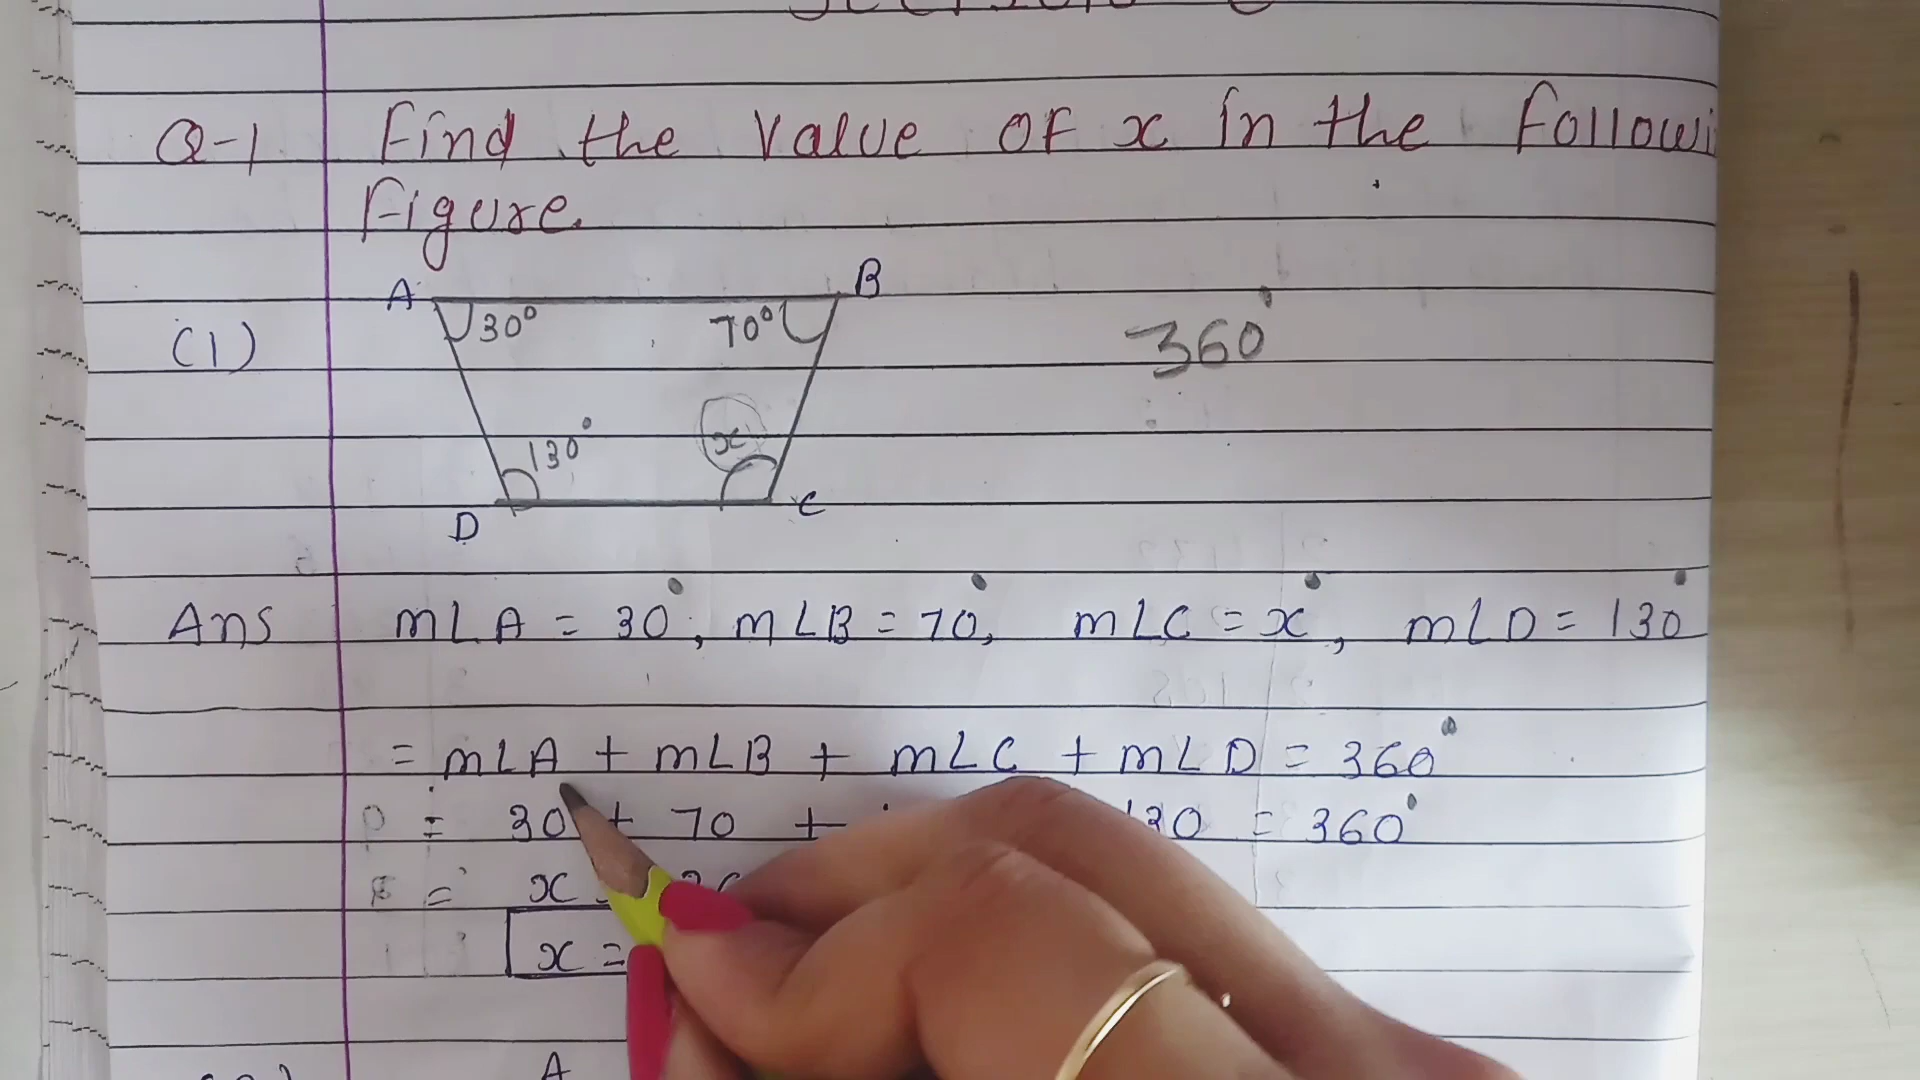 Q-1 Find the value of x in the followi
Figure.
(1) A B
30° 70°
360°
130° x
D C
Ans m∠A = 30°, m∠B = 70°, m∠C = x°, m∠D = 130°
= m∠A + m∠B + m∠C + m∠D = 360°
= 30 + 70 + 130 = 360°
= x
x =
A